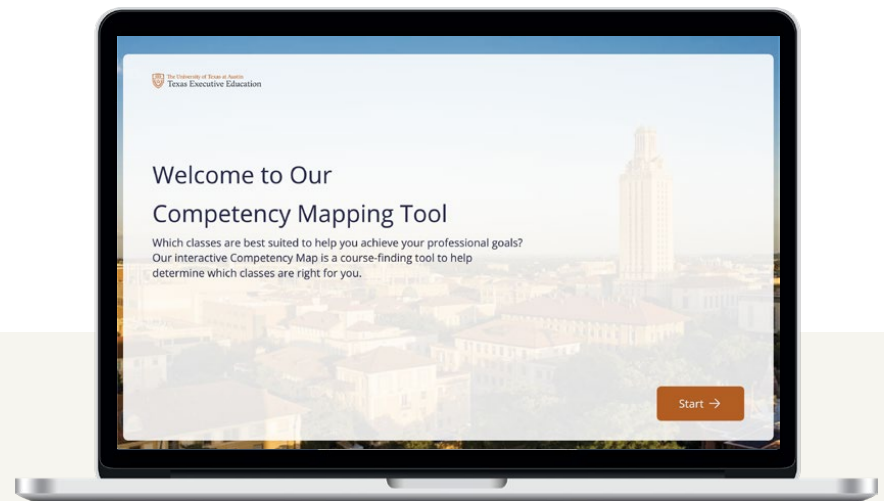 The University of Texas at Austin
Texas Executive Education
Welcome to Our
Competency Mapping Tool
Which classes are best suited to help you achieve your professional goals?
Our interactive Competency Map is a course-finding tool to help
determine which classes are right for you.
Start →